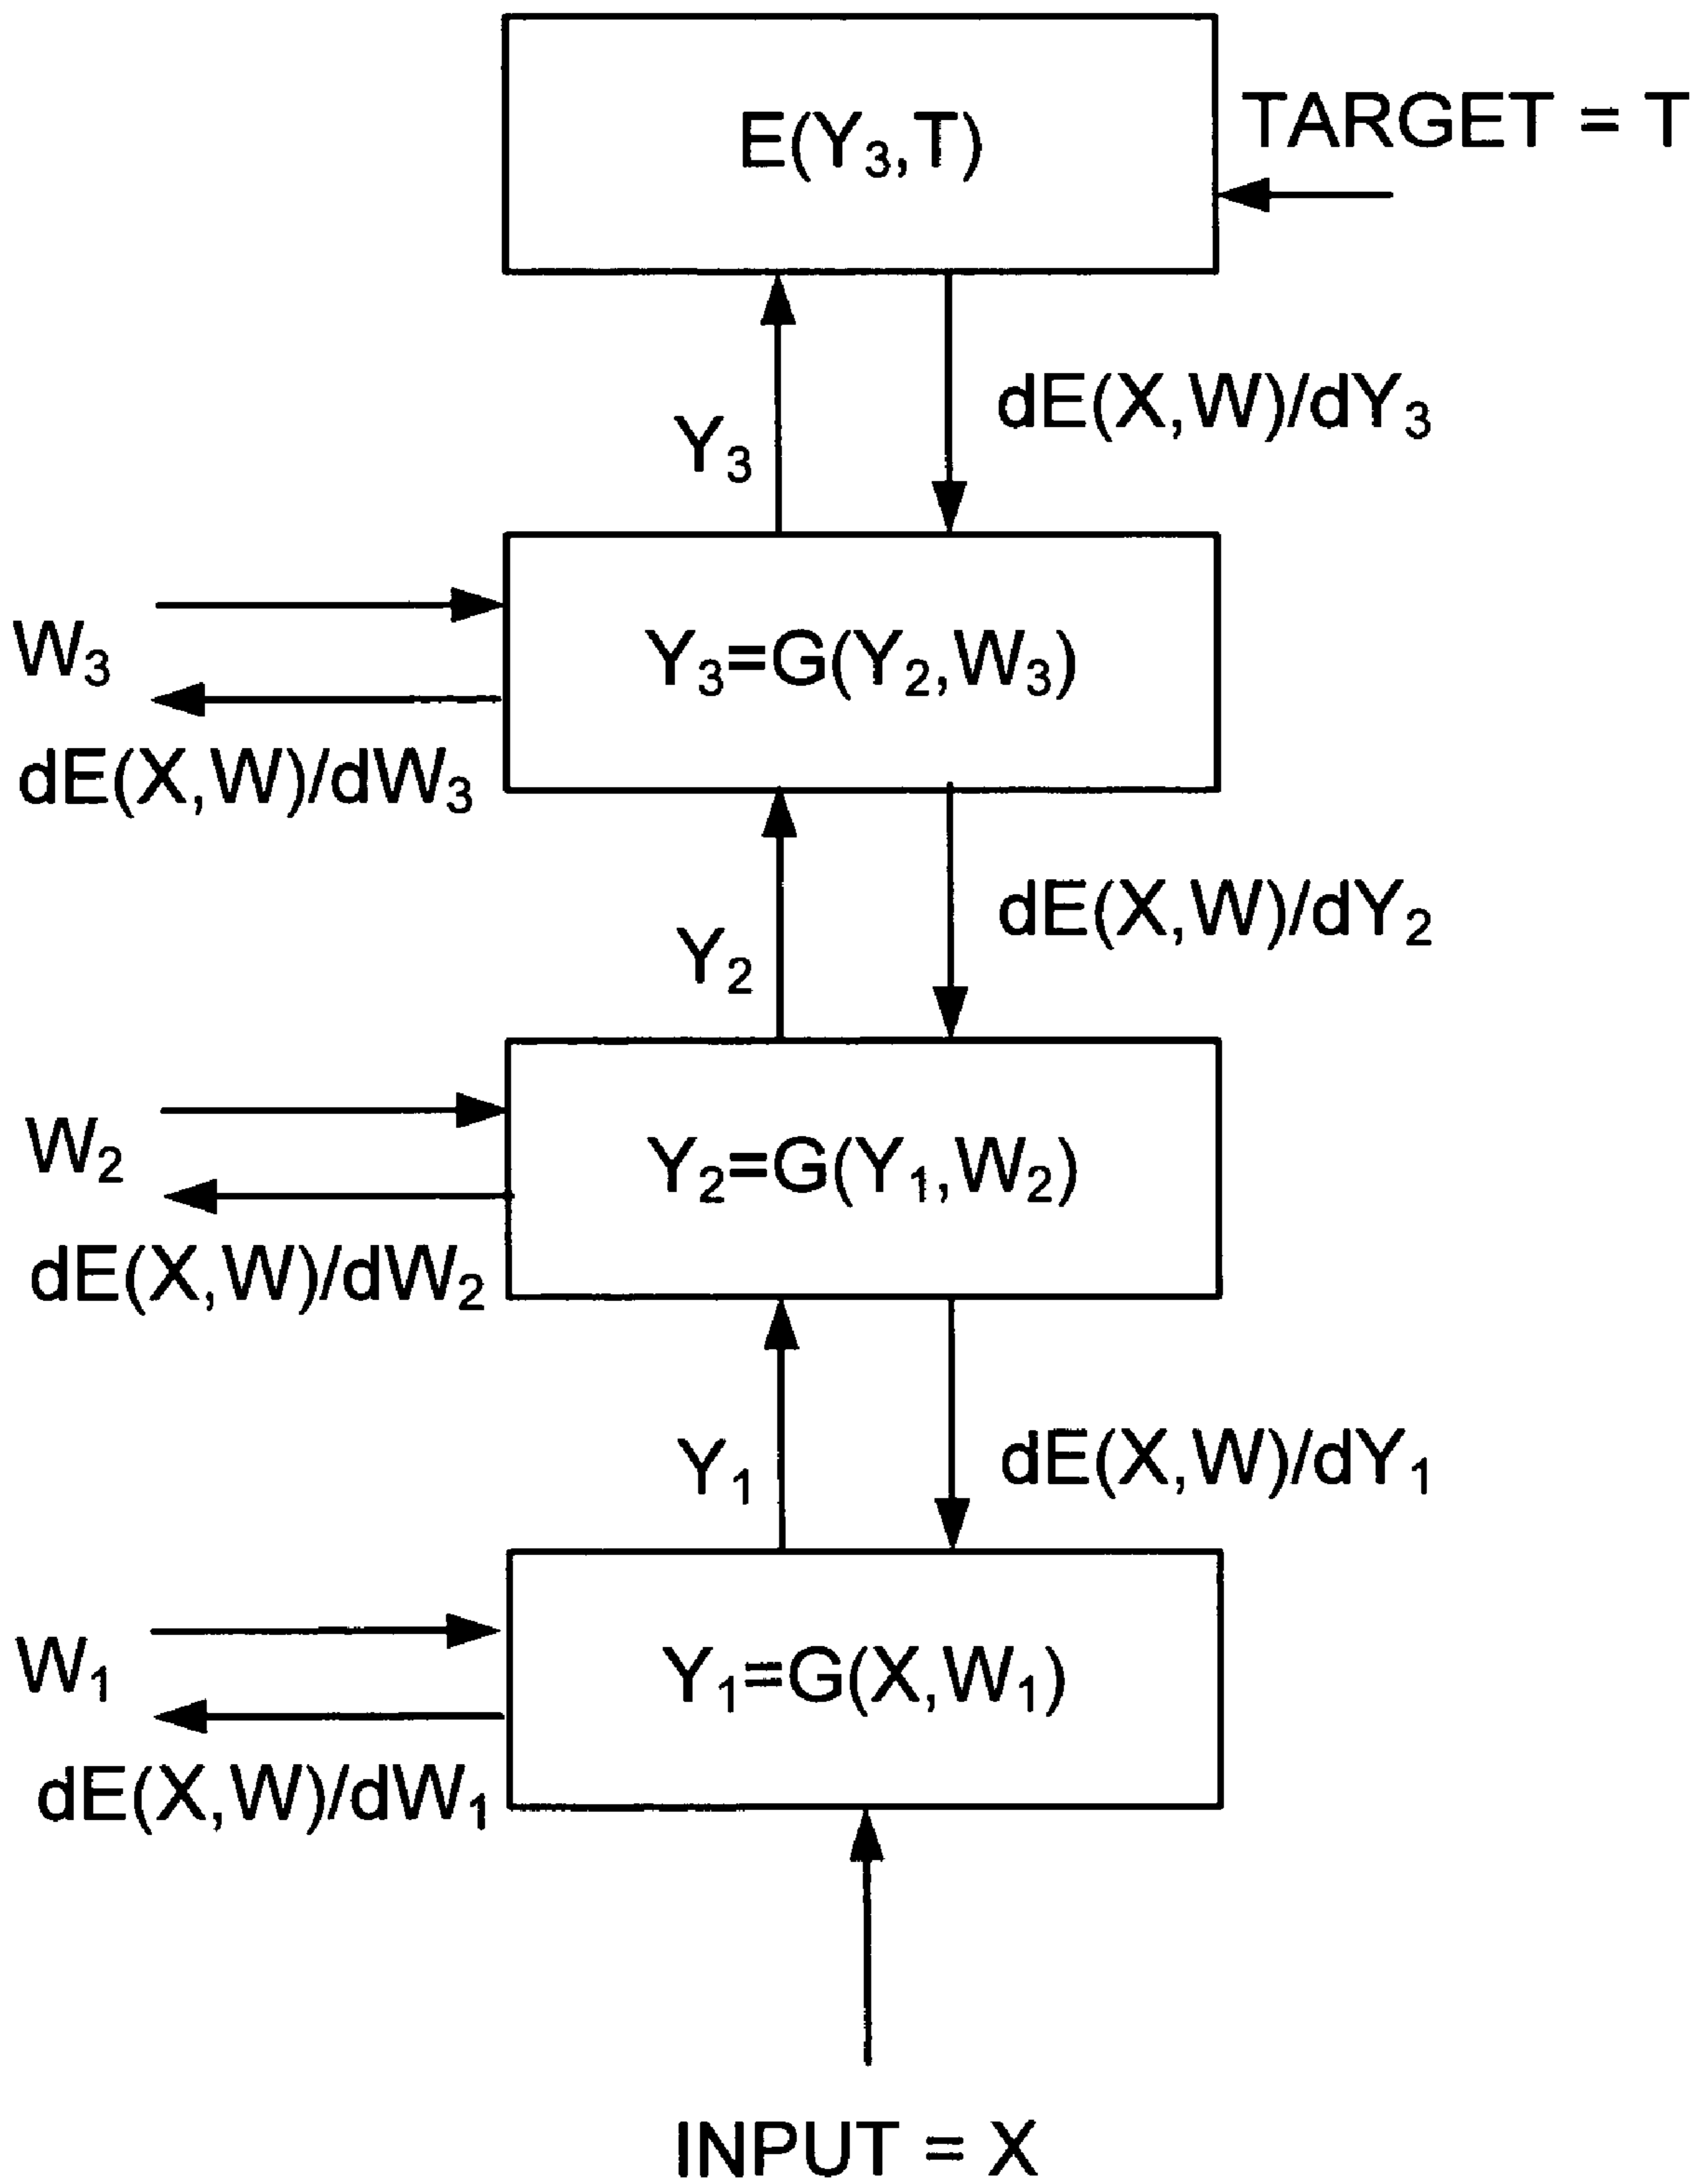 E(Y₃,T)
TARGET = T
Y₃
dE(X,W)/dY₃
W₃
Y₃=G(Y₂,W₃)
dE(X,W)/dW₃
Y₂
dE(X,W)/dY₂
W₂
Y₂=G(Y₁,W₂)
dE(X,W)/dW₂
Y₁
dE(X,W)/dY₁
W₁
Y₁=G(X,W₁)
dE(X,W)/dW₁
INPUT = X